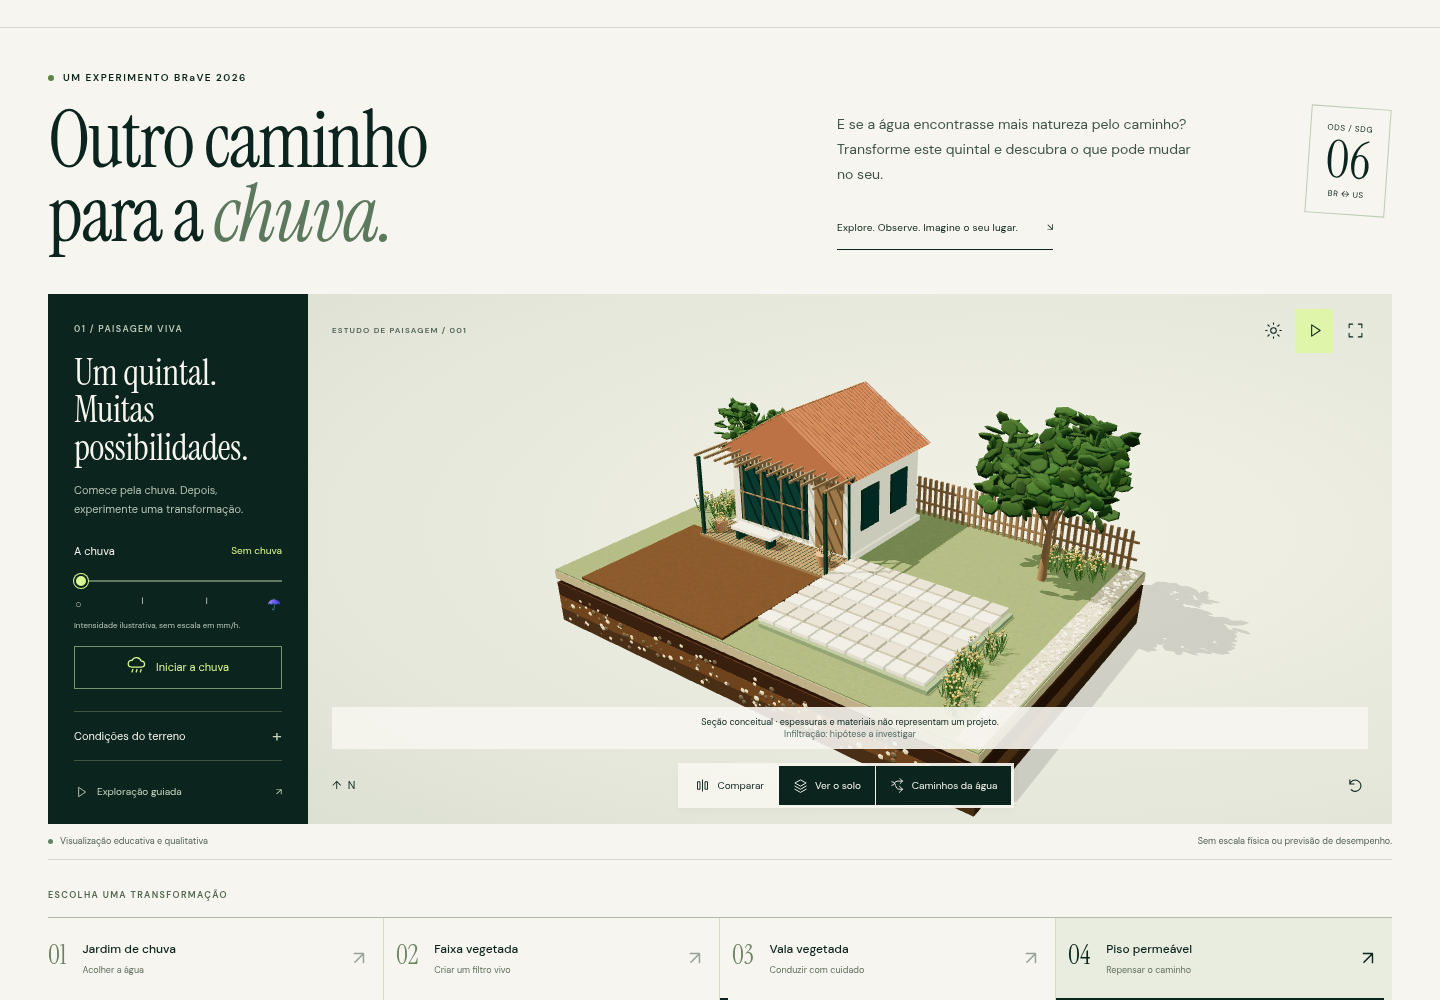 UM EXPERIMENTO BRaVE 2026
Outro caminho
para a chuva.
E se a água encontrasse mais natureza pelo caminho?
Transforme este quintal e descubra o que pode mudar
no seu.
Explore. Observe. Imagine o seu lugar.
ODS / SDG
06
BR ↔ US
01 / PAISAGEM VIVA
Um quintal.
Muitas
possibilidades.
Comece pela chuva. Depois,
experimente uma transformação.
A chuva
Sem chuva
Intensidade ilustrativa, sem escala em mm/h.
Iniciar a chuva
Condições do terreno
Exploração guiada
ESTUDO DE PAISAGEM / 001
Seção conceitual · espessuras e materiais não representam um projeto.
Infiltração: hipótese a investigar
N
Comparar
Ver o solo
Caminhos da água
Visualização educativa e qualitativa
Sem escala física ou previsão de desempenho.
ESCOLHA UMA TRANSFORMAÇÃO
01
Jardim de chuva
Acolher a água
02
Faixa vegetada
Criar um filtro vivo
03
Vala vegetada
Conduzir com cuidado
04
Piso permeável
Repensar o caminho